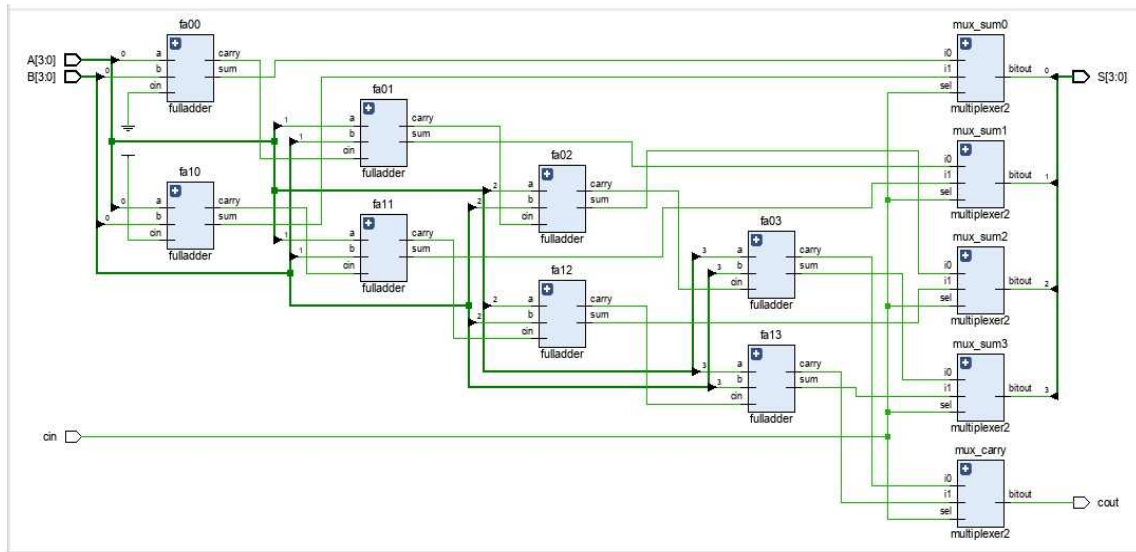 fa00
mux_sum0
A[3:0]
B[3:0]
0
0
a
b
cin
carry
sum
fulladder
i0
i1
sel
bitout
0
S[3:0]
multiplexer2
fa01
1
1
a
b
cin
carry
sum
fulladder
mux_sum1
i0
i1
sel
bitout
1
multiplexer2
fa10
0
0
a
b
cin
carry
sum
fulladder
fa02
2
2
a
b
cin
carry
sum
fulladder
fa11
1
1
a
b
cin
carry
sum
fulladder
fa03
3
3
a
b
cin
carry
sum
fulladder
mux_sum2
i0
i1
sel
bitout
2
multiplexer2
fa12
2
2
a
b
cin
carry
sum
fulladder
fa13
3
3
a
b
cin
carry
sum
fulladder
mux_sum3
i0
i1
sel
bitout
3
multiplexer2
cin
mux_carry
i0
i1
sel
bitout
cout
multiplexer2